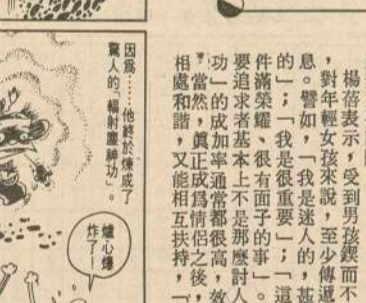 楊蓓表示,受到男孩鍥而不
,對年輕女孩來說,至少傳遞
息。譬如,「我是迷人的,甚
的」;「我是很重要」;「這
件滿榮耀、很有面子的事」。
要追求者基本上不是那麼討人
功」的成加率通常都很高,效
,當然,眞正成爲情侶之後,
相處和諧,又能相互扶持,「
因爲……他終於煉成了
驚人的「輻射塵神功」。
爐心爆
炸了!